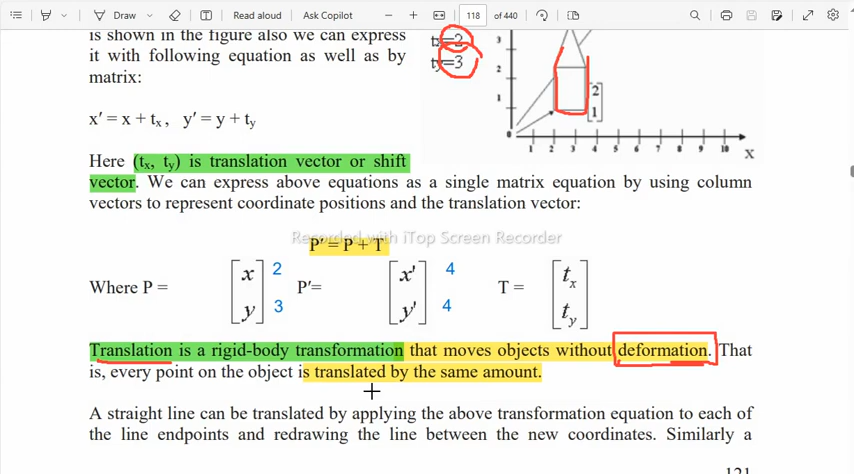 Draw
Read aloud
Ask Copilot
118 of 440
is shown in the figure also we can express
it with following equation as well as by
matrix:
tx=2
ty=3
3
2
1
0
2
1
1 2 3 4 5 6 7 8 9 10 X
x′ = x + tx, y′ = y + ty
Here (tx, ty) is translation vector or shift
vector. We can express above equations as a single matrix equation by using column
vectors to represent coordinate positions and the translation vector:
Recorded with iTop Screen Recorder
P′ = P + T
Where P = x y 2 3 P′= x' y' 4 4 T = tx ty
Translation is a rigid-body transformation that moves objects without deformation. That
is, every point on the object is translated by the same amount.
A straight line can be translated by applying the above transformation equation to each of
the line endpoints and redrawing the line between the new coordinates. Similarly a
121